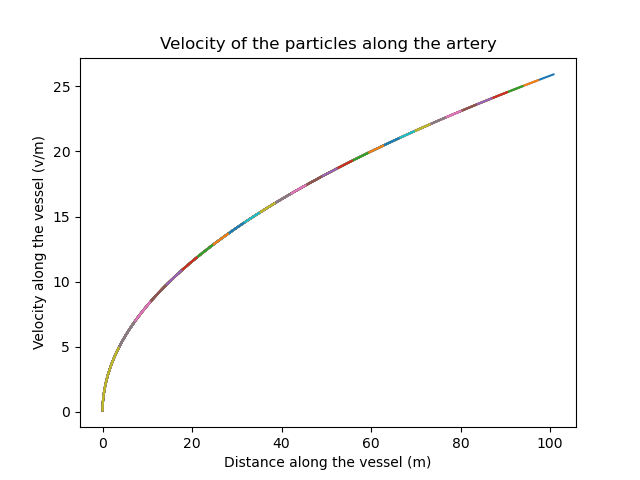 Velocity of the particles along the artery
Velocity along the vessel (v/m)
25
20
15
10
5
0
0 20 40 60 80 100
Distance along the vessel (m)